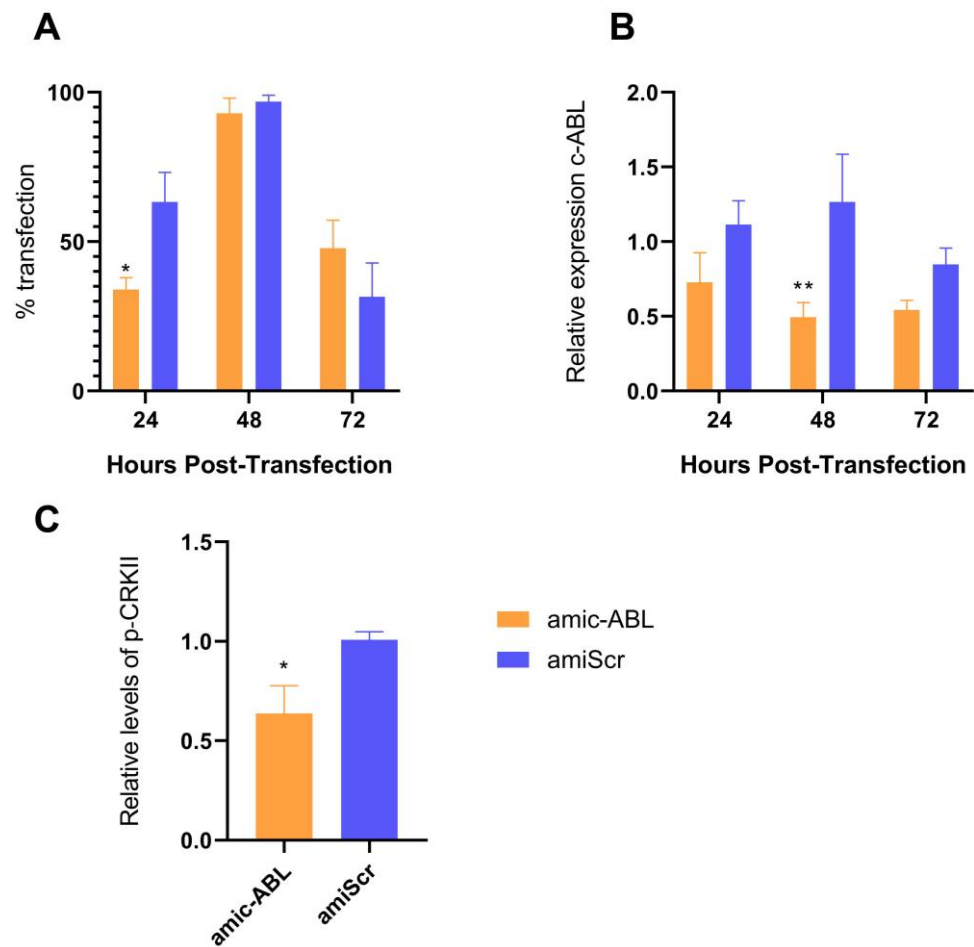 A
% transfection
100
50
0
*
24 48 72
Hours Post-Transfection
B
Relative expression c-ABL
2.0
1.5
1.0
0.5
0.0
**
24 48 72
Hours Post-Transfection
C
Relative levels of p-CRKII
1.5
1.0
0.5
0.0
*
amic-ABL
amiScr
amic-ABL
amiScr